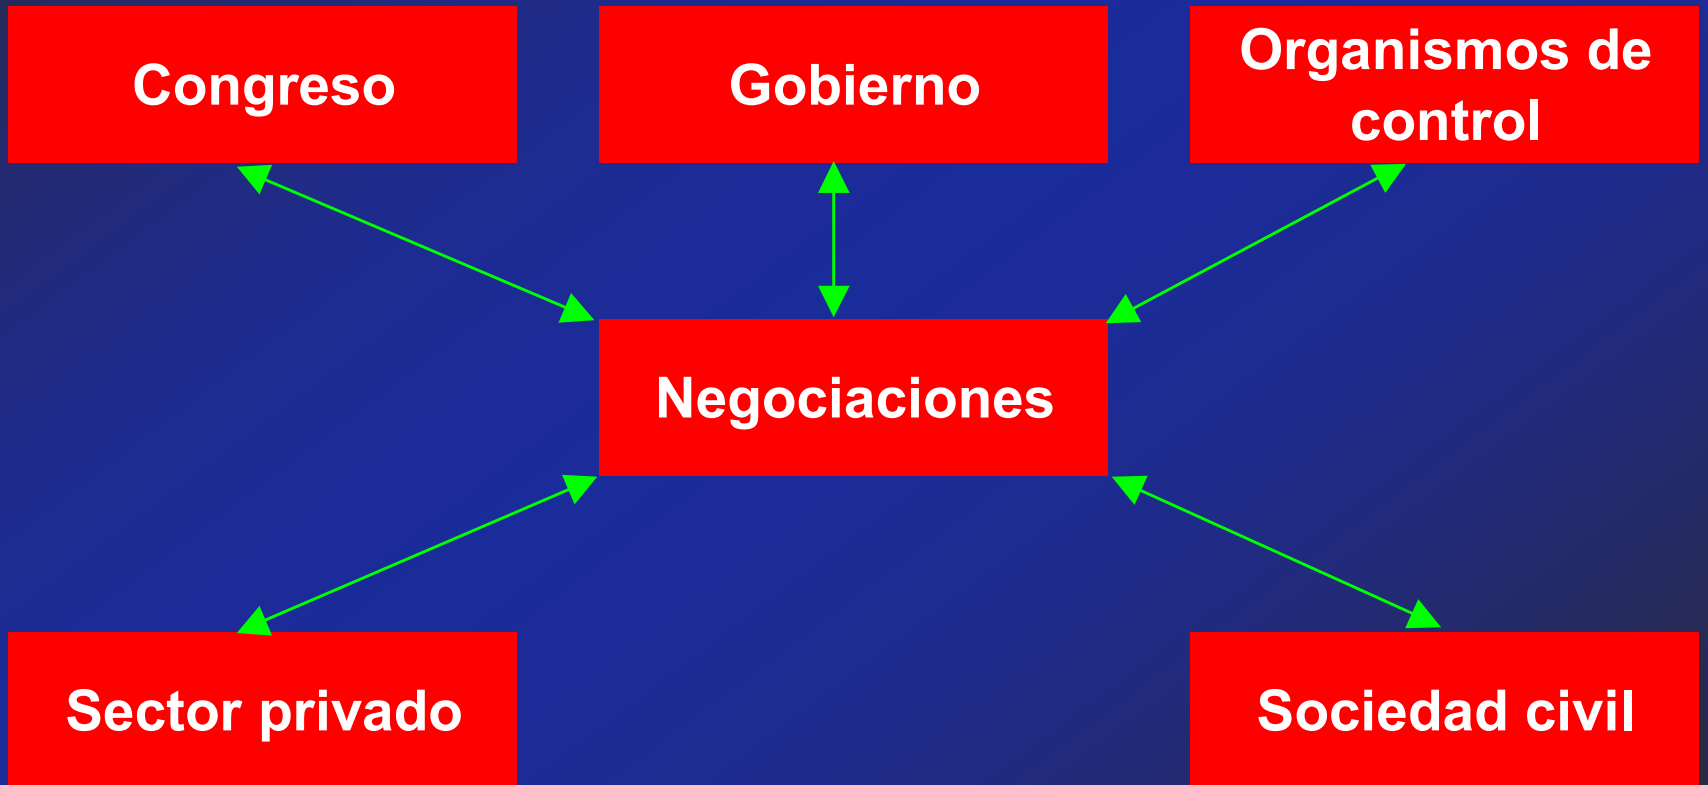 Congreso
Gobierno
Organismos de
control
Negociaciones
Sector privado
Sociedad civil